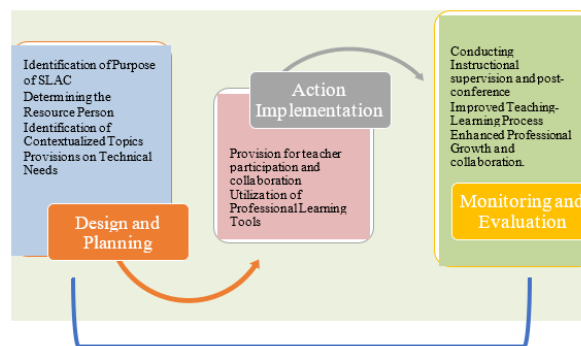 Identification of Purpose
of SLAC
Determining the
Resource Person
Identification of
Contextualized Topics
Provisions on Technical
Needs
Design and
Planning
Action
Implementation
Provision for teacher
participation and
collaboration
Utilization of
Professional Learning
Tools
Conducting
Instructional
supervision and post-
conference
Improved Teaching-
Learning Process
Enhanced Professional
Growth and
collaboration.
Monitoring and
Evaluation